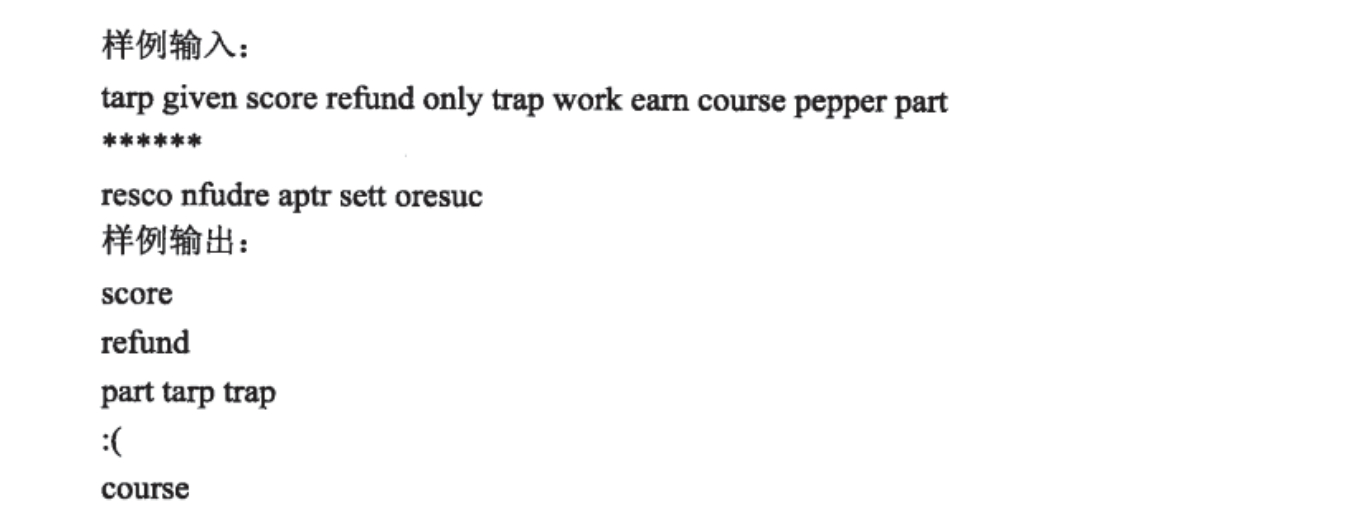 样例输入：
tarp given score refund only trap work earn course pepper part
******
resco nfudre aptr sett oresuc
样例输出：
score
refund
part tarp trap
:(
course